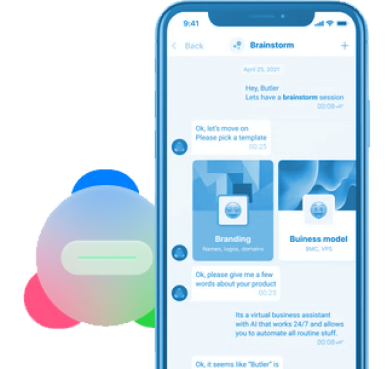 9:41
Back
Brainstorm
April 25, 2021
Hey, Butler
Lets have a brainstorm session
00:08
Ok, let's move on
Please pick a template
00:25
Branding
Names, logos, domains
Buiness model
BMC, VPS
Ok, please give me a few
words about your product
00:25
Its a virtual business assistant
with AI that works 24/7 and allows
you to automate all routine stuff.
00:08
Ok, it seems like "Butler" is